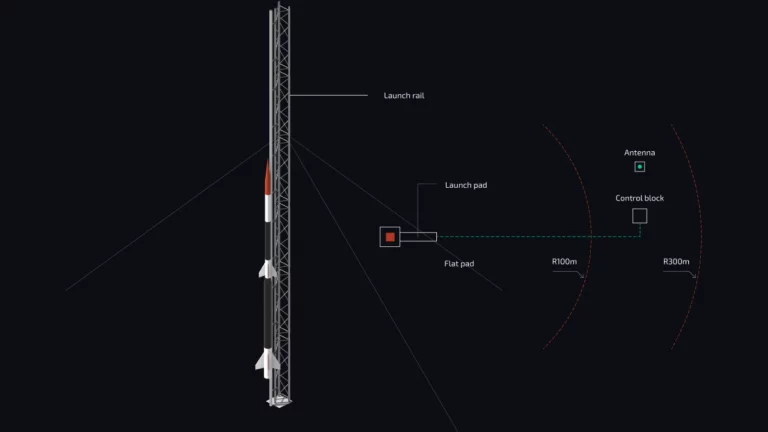 Launch rail
Antenna
Launch pad
Control block
Flat pad
R100m
R300m